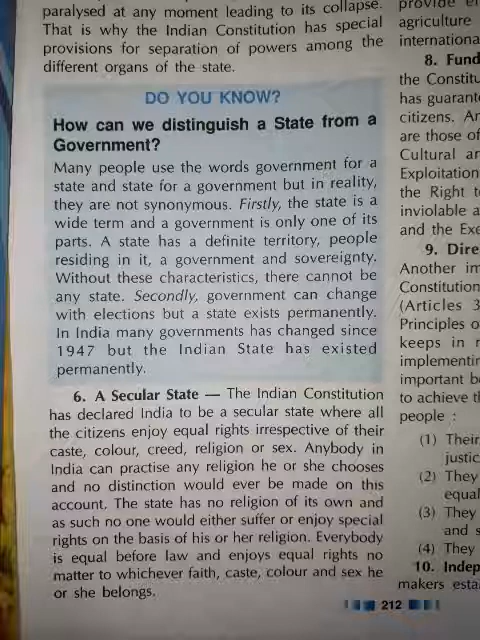 paralysed at any moment leading to its collapse.
That is why the Indian Constitution has special
provisions for separation of powers among the
different organs of the state.
DO YOU KNOW?
How can we distinguish a State from a
Government?
Many people use the words government for a
state and state for a government but in reality,
they are not synonymous. Firstly, the state is a
wide term and a government is only one of its
parts. A state has a definite territory, people
residing in it, a government and sovereignty.
Without these characteristics, there cannot be
any state. Secondly, government can change
with elections but a state exists permanently.
In India many governments has changed since
1947 but the Indian State has existed
permanently.
6. A Secular State — The Indian Constitution
has declared India to be a secular state where all
the citizens enjoy equal rights irrespective of their
caste, colour, creed, religion or sex. Anybody in
India can practise any religion he or she chooses
and no distinction would ever be made on this
account. The state has no religion of its own and
as such no one would either suffer or enjoy special
rights on the basis of his or her religion. Everybody
is equal before law and enjoys equal rights no
matter to whichever faith, caste, colour and sex he
or she belongs.
212
provide
agriculture
internationa
8. Fund
the Constitu
has guarant
citizens. Ar
are those of
Cultural ar
Exploitation
the Right t
inviolable a
and the Exe
9. Dire
Another im
Constitution
(Articles 3
Principles o
keeps in r
implementin
important b
to achieve t
people :
(1) Their
justic
(2) They
equal
(3) They
and s
(4) They
10. Indep
makers esta